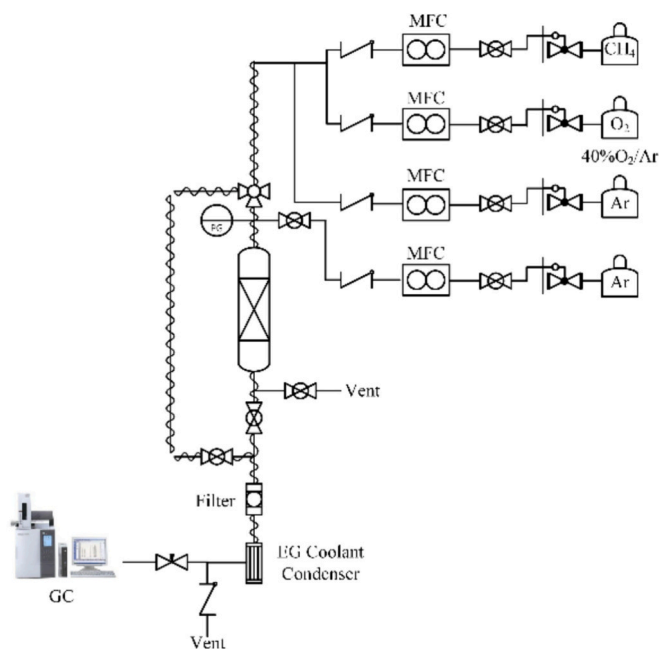 MFC
CH₄
MFC
O₂
40%O₂/Ar
MFC
Ar
PG
MFC
Ar
Vent
Filter
EG Coolant
Condenser
GC
Vent